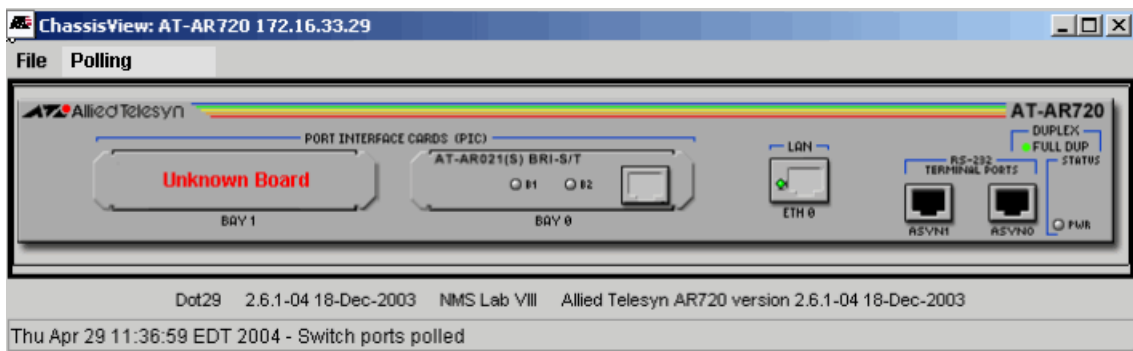 ChassisView: AT-AR720 172.16.33.29
File Polling
Allied Telesyn AT-AR720
PORT INTERFACE CARDS (PIC) LAN DUPLEX
FULL DUP
AT-AR021(S) BRI-S/T RS-232 STATUS
TERMINAL PORTS
Unknown Board B1 B2
BAY 1 BAY 0 ETH 0 ASYN1 ASYN0 PWR
Dot29 2.6.1-04 18-Dec-2003 NMS Lab VIII Allied Telesyn AR720 version 2.6.1-04 18-Dec-2003
Thu Apr 29 11:36:59 EDT 2004 - Switch ports polled